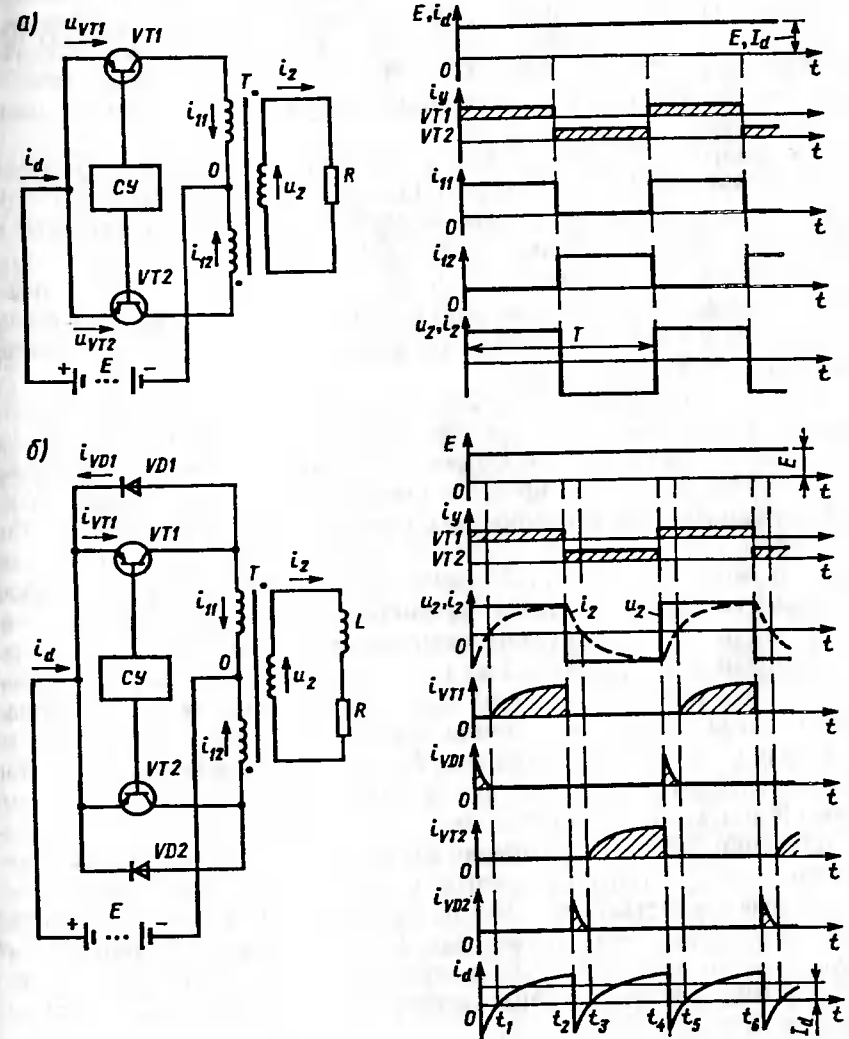 а)
u_VT1
VT1
i_d
СУ
i_11
T
i_2
0
u_2
R
i_12
VT2
u_VT2
+ E −
E, i_d
E, I_d
0
t
i_y
VT1
VT2
t
i_11
0
t
i_12
0
t
u_2, i_2
T
0
t
б)
i_VD1
VD1
i_VT1
VT1
T
i_2
i_11
L
i_d
0
СУ
u_2
R
i_12
VT2
VD2
+ E −
E
E
0
t
i_y
VT1
VT2
t
u_2, i_2
i_2
u_2
0
t
i_VT1
0
t
i_VD1
0
t
i_VT2
0
t
i_VD2
0
t
i_d
0
t_1 t_2 t_3 t_4 t_5 t_6
I_d
t